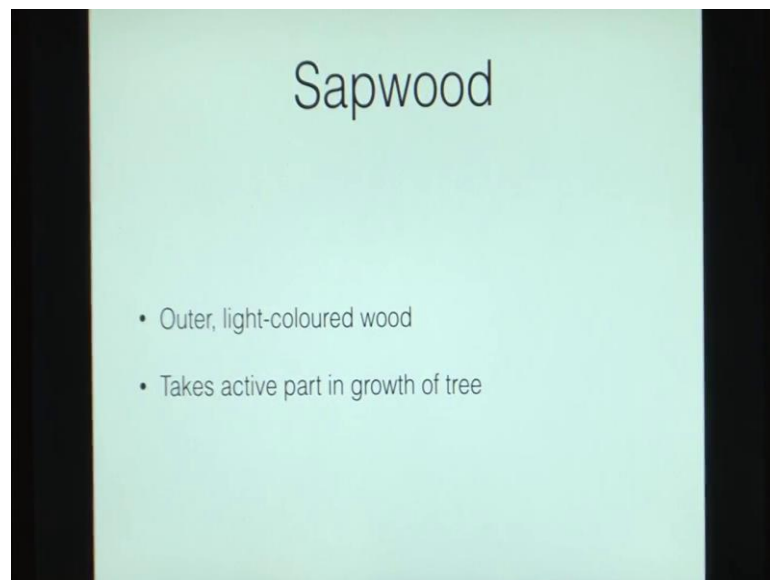 Sapwood
• Outer, light-coloured wood
• Takes active part in growth of tree